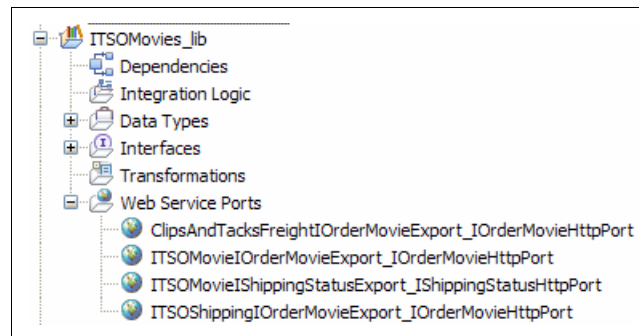 ITSOMovies_lib
Dependencies
Integration Logic
Data Types
Interfaces
Transformations
Web Service Ports
ClipsAndTacksFreightIOrderMovieExport_IOrderMovieHttpPort
ITSOMovieIOrderMovieExport_IOrderMovieHttpPort
ITSOMovieIShippingStatusExport_IShippingStatusHttpPort
ITSOShippingIOrderMovieExport_IOrderMovieHttpPort